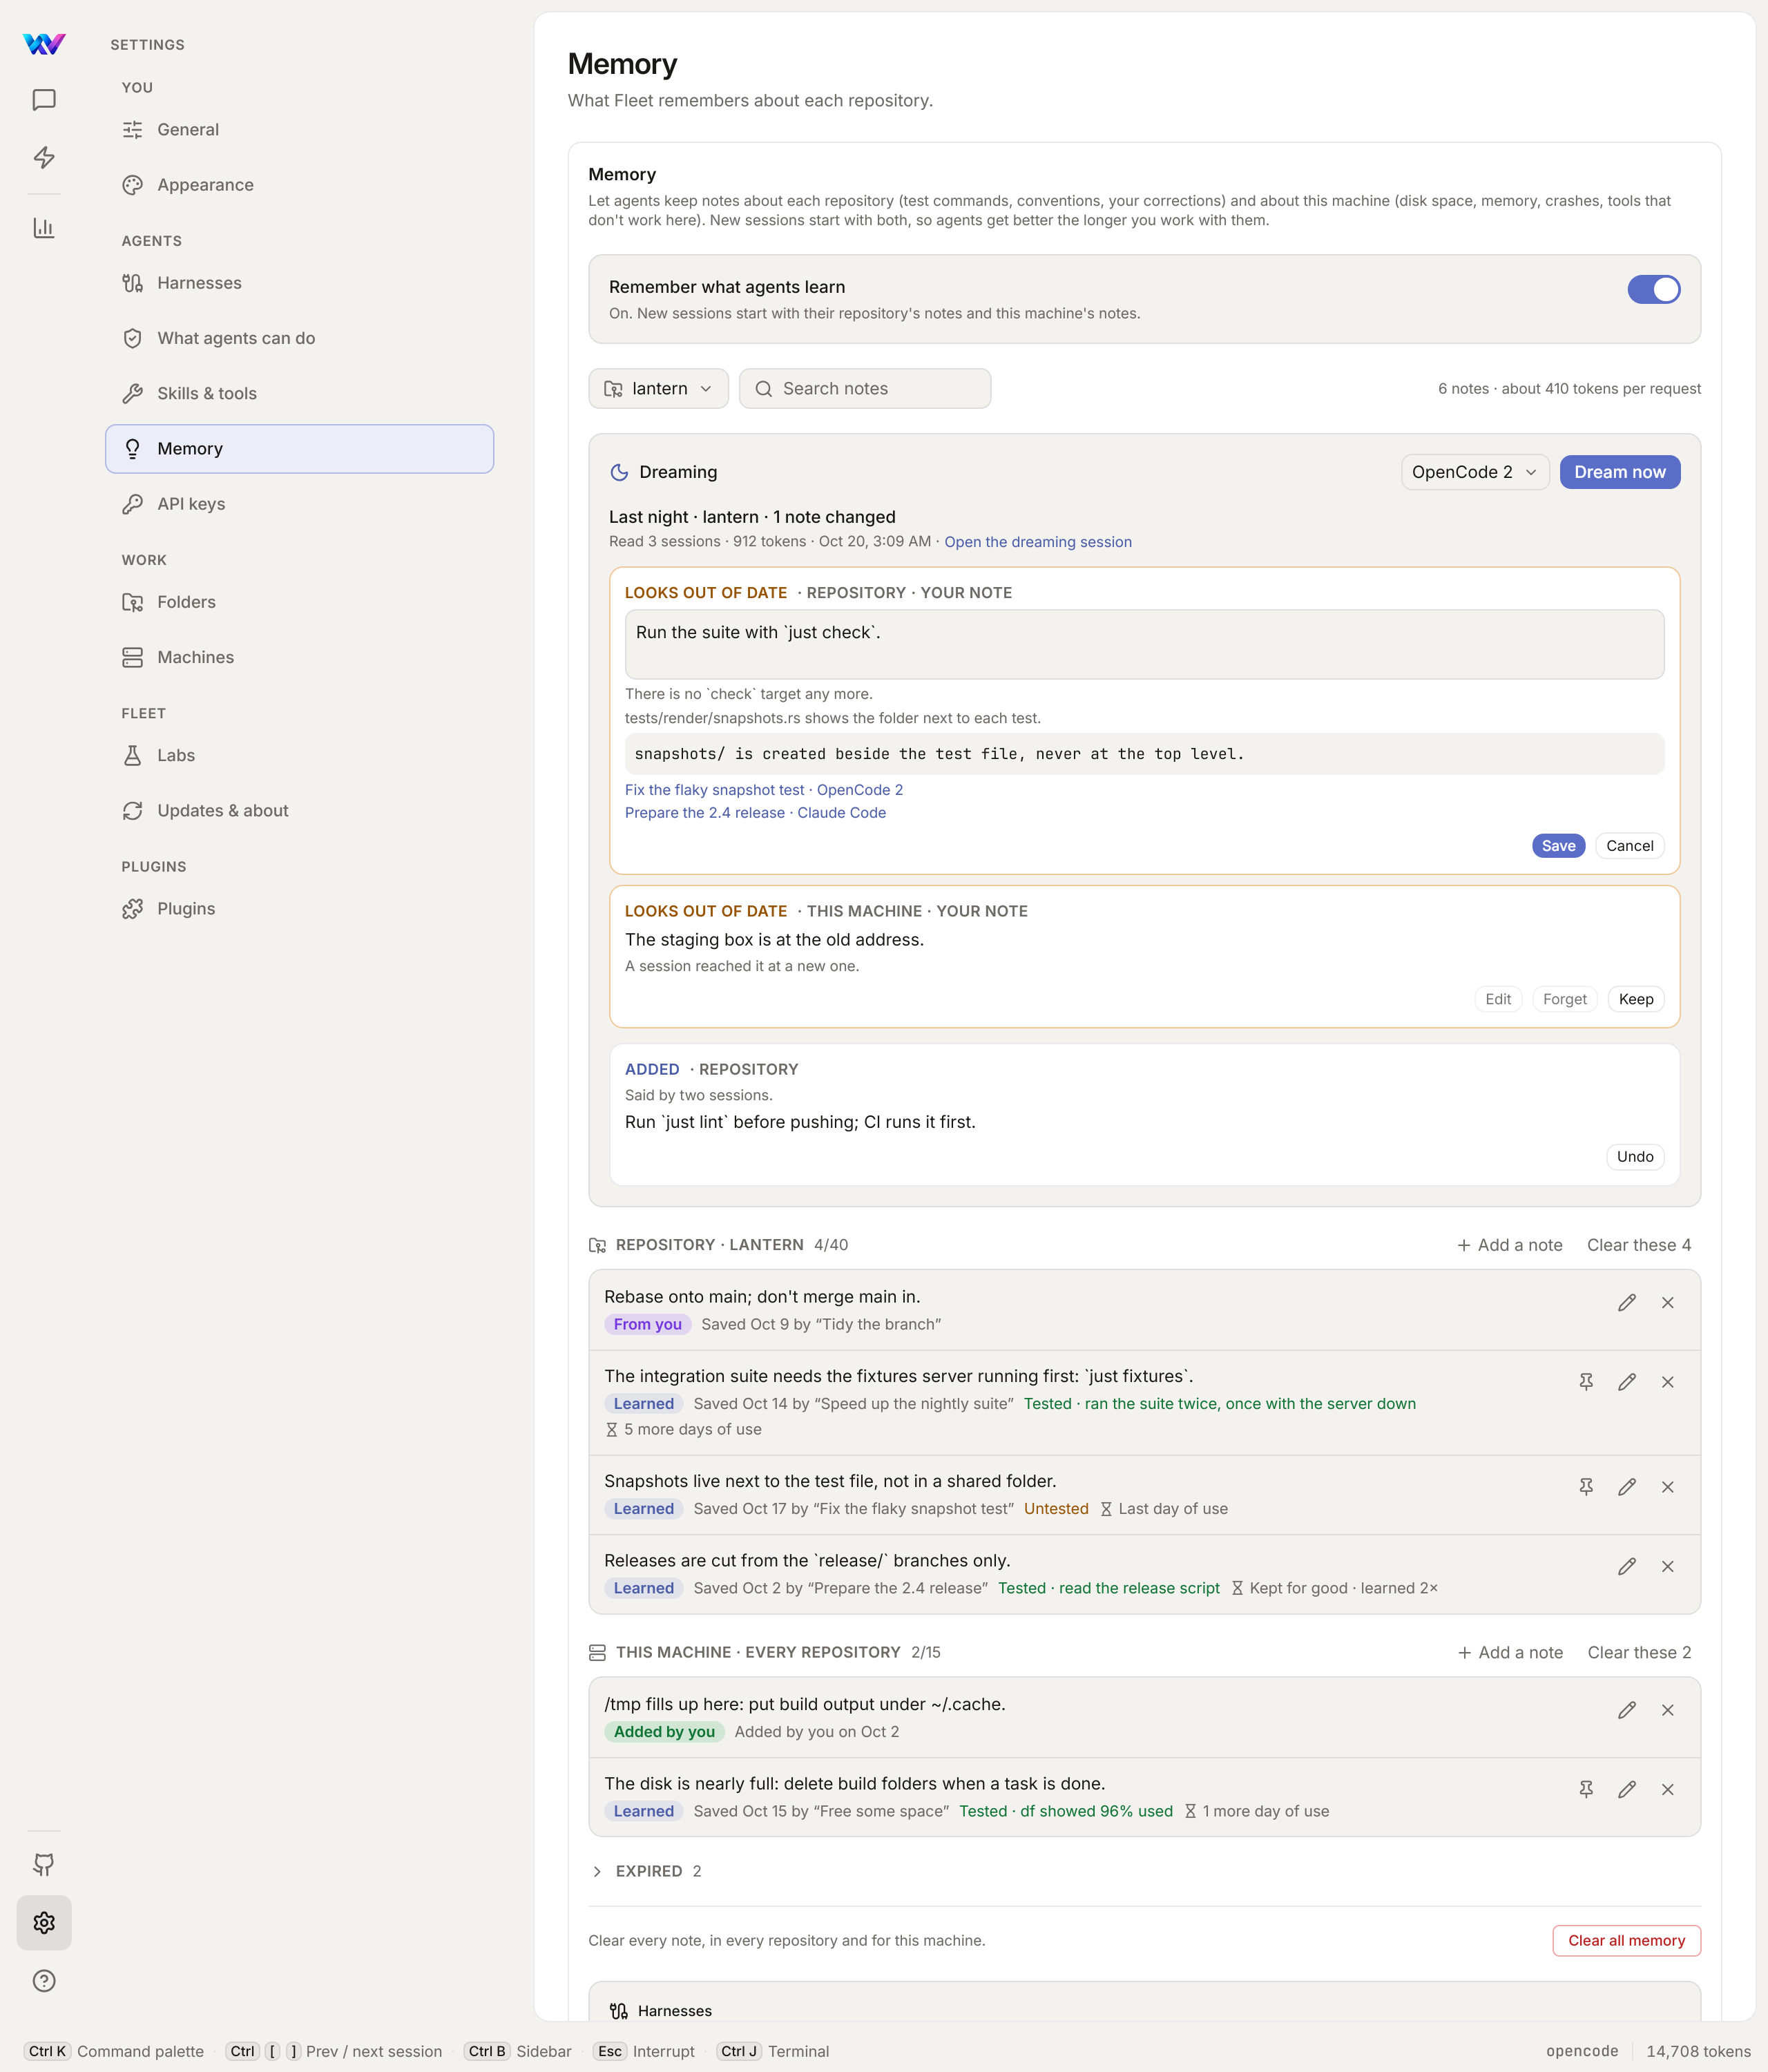 SETTINGS
YOU
General
Appearance
AGENTS
Harnesses
What agents can do
Skills & tools
Memory
API keys
WORK
Folders
Machines
FLEET
Labs
Updates & about
PLUGINS
Plugins
Memory
What Fleet remembers about each repository.
Memory
Let agents keep notes about each repository (test commands, conventions, your corrections) and about this machine (disk space, memory, crashes, tools that
don't work here). New sessions start with both, so agents get better the longer you work with them.
Remember what agents learn
On. New sessions start with their repository's notes and this machine's notes.
lantern
Search notes
6 notes · about 410 tokens per request
Dreaming
OpenCode 2
Dream now
Last night · lantern · 1 note changed
Read 3 sessions · 912 tokens · Oct 20, 3:09 AM · Open the dreaming session
LOOKS OUT OF DATE · REPOSITORY · YOUR NOTE
Run the suite with `just check`.
There is no `check` target any more.
tests/render/snapshots.rs shows the folder next to each test.
snapshots/ is created beside the test file, never at the top level.
Fix the flaky snapshot test · OpenCode 2
Prepare the 2.4 release · Claude Code
Save
Cancel
LOOKS OUT OF DATE · THIS MACHINE · YOUR NOTE
The staging box is at the old address.
A session reached it at a new one.
Edit
Forget
Keep
ADDED · REPOSITORY
Said by two sessions.
Run `just lint` before pushing; CI runs it first.
Undo
REPOSITORY · LANTERN 4/40
Add a note
Clear these 4
Rebase onto main; don't merge main in.
From you Saved Oct 9 by “Tidy the branch”
The integration suite needs the fixtures server running first: `just fixtures`.
Learned Saved Oct 14 by “Speed up the nightly suite” Tested · ran the suite twice, once with the server down
5 more days of use
Snapshots live next to the test file, not in a shared folder.
Learned Saved Oct 17 by “Fix the flaky snapshot test” Untested Last day of use
Releases are cut from the `release/` branches only.
Learned Saved Oct 2 by “Prepare the 2.4 release” Tested · read the release script Kept for good · learned 2×
THIS MACHINE · EVERY REPOSITORY 2/15
Add a note
Clear these 2
/tmp fills up here: put build output under ~/.cache.
Added by you Added by you on Oct 2
The disk is nearly full: delete build folders when a task is done.
Learned Saved Oct 15 by “Free some space” Tested · df showed 96% used 1 more day of use
EXPIRED 2
Clear every note, in every repository and for this machine.
Clear all memory
Harnesses
Ctrl K Command palette · Ctrl [ ] Prev / next session · Ctrl B Sidebar · Esc Interrupt · Ctrl J Terminal
opencode
14,708 tokens